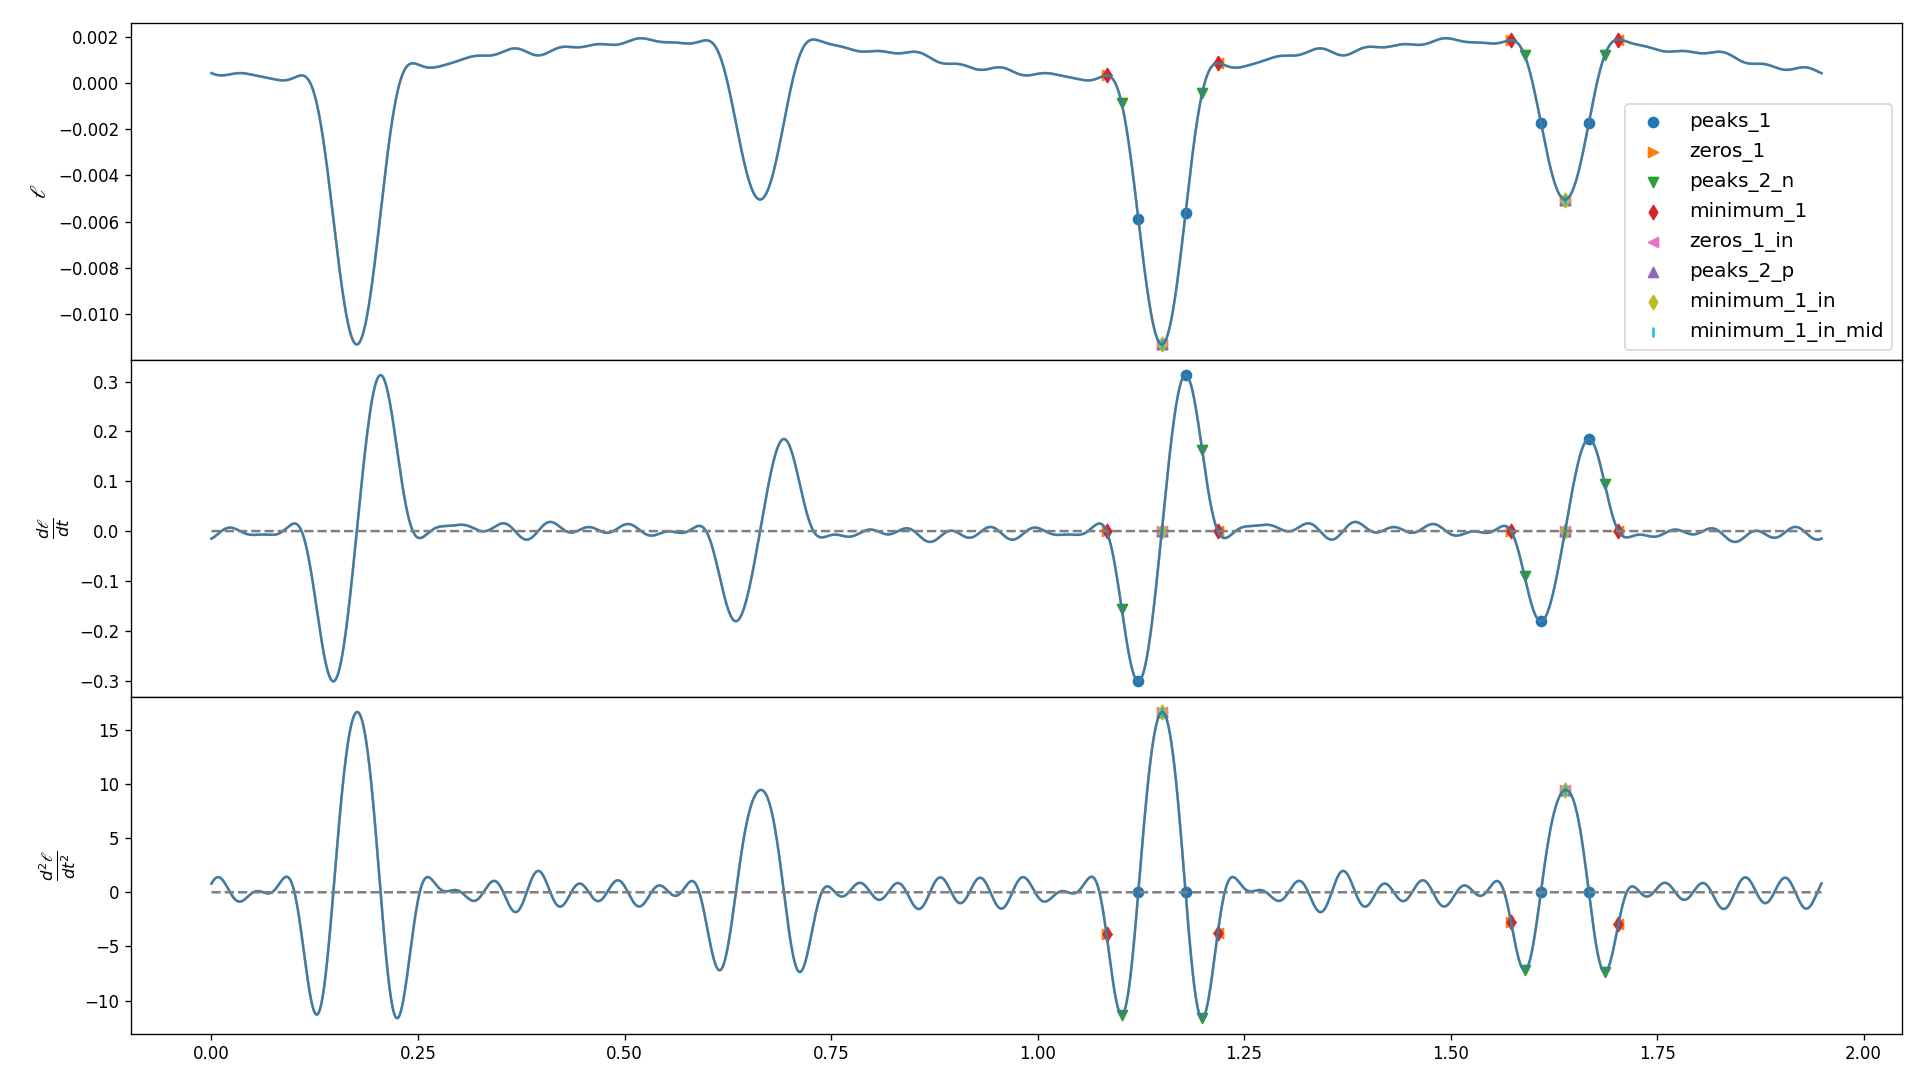 0.002
0.000
−0.002
−0.004
−0.006
−0.008
−0.010
ℓ
peaks_1
zeros_1
peaks_2_n
minimum_1
zeros_1_in
peaks_2_p
minimum_1_in
minimum_1_in_mid
0.3
0.2
0.1
0.0
−0.1
−0.2
−0.3
dℓ
dt
15
10
5
0
−5
−10
d²ℓ
dt²
0.00 0.25 0.50 0.75 1.00 1.25 1.50 1.75 2.00